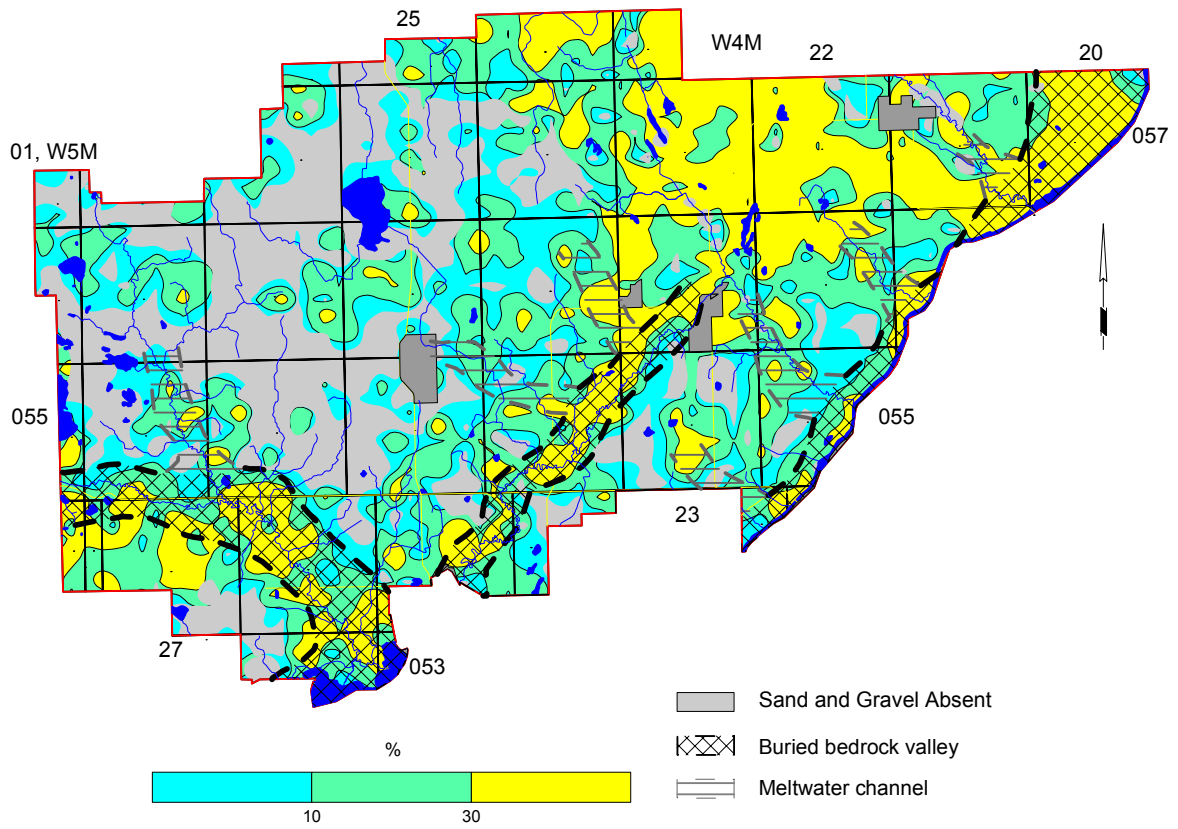 25
W4M
22
20
057
01, W5M
055
055
23
27
053
Sand and Gravel Absent
%
Buried bedrock valley
Meltwater channel
10
30